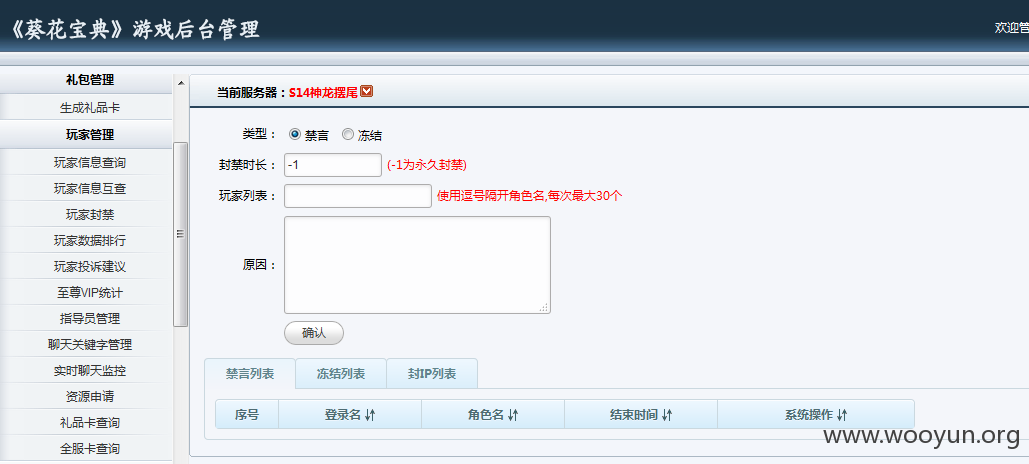 《葵花宝典》游戏后台管理
欢迎管
礼包管理
生成礼品卡
玩家管理
玩家信息查询
玩家信息互查
玩家封禁
玩家数据排行
玩家投诉建议
至尊VIP统计
指导员管理
聊天关键字管理
实时聊天监控
资源申请
礼品卡查询
全服卡查询
当前服务器：S14神龙摆尾
类型： 禁言 冻结
封禁时长： -1 (-1为永久封禁)
玩家列表： 使用逗号隔开角色名,每次最大30个
原因：
确认
禁言列表 冻结列表 封IP列表
序号 登录名 角色名 结束时间 系统操作
www.wooyun.org